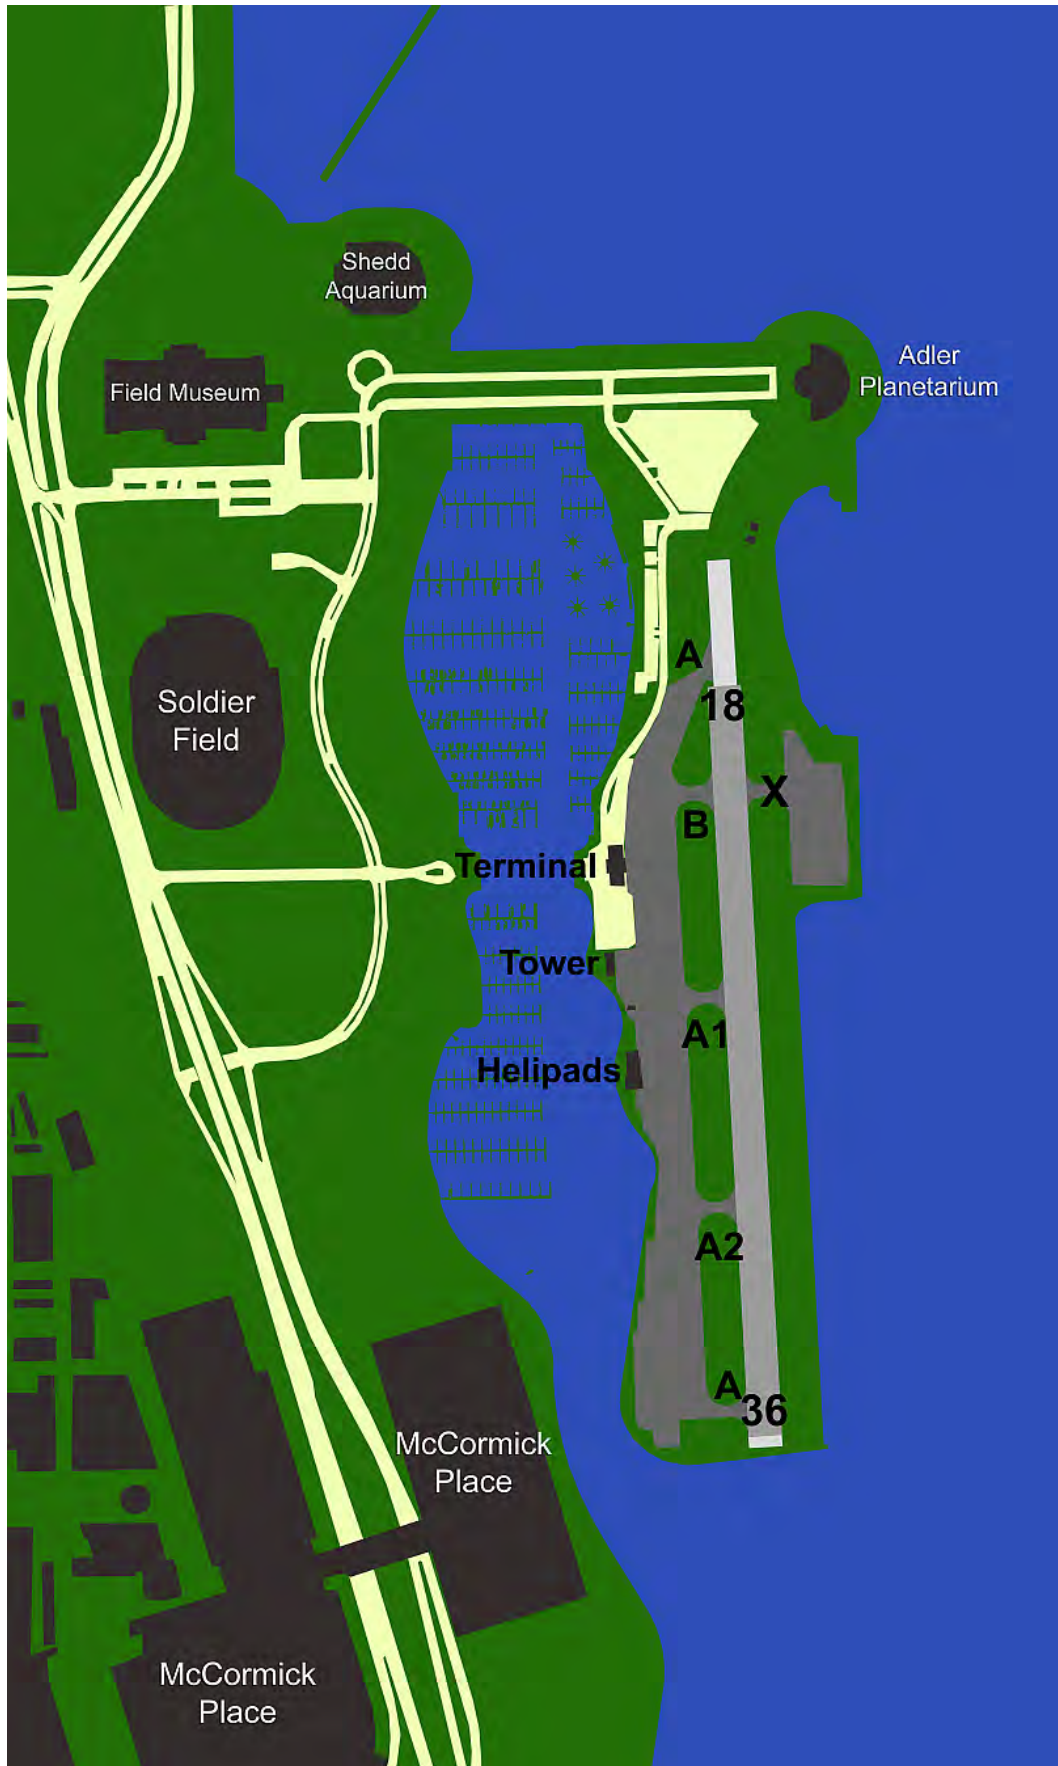 Shedd
Aquarium
Adler
Planetarium
Field Museum
A
18
Soldier
Field
X
B
Terminal
Tower
A1
Helipads
A2
A
36
McCormick
Place
McCormick
Place